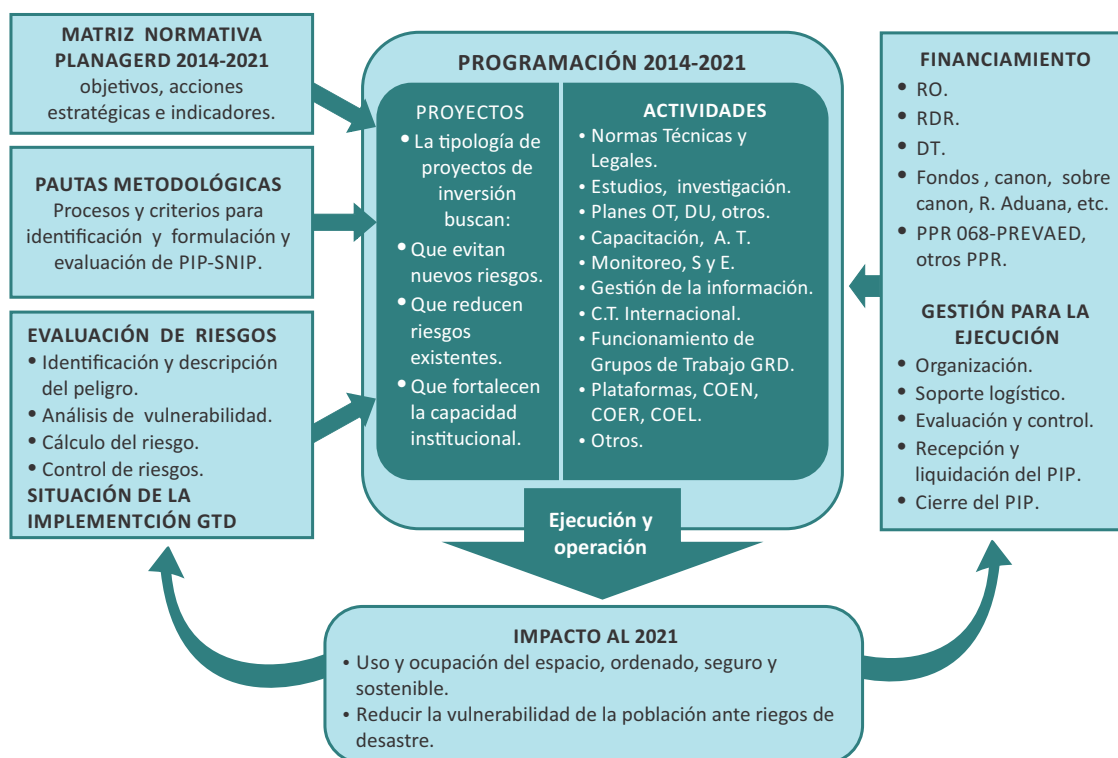 MATRIZ NORMATIVA
PLANAGERD 2014-2021
objetivos, acciones
estratégicas e indicadores.
PAUTAS METODOLÓGICAS
Procesos y criterios para
identificación y formulación y
evaluación de PIP-SNIP.
EVALUACIÓN DE RIESGOS
• Identificación y descripción
del peligro.
• Análisis de vulnerabilidad.
• Cálculo del riesgo.
• Control de riesgos.
SITUACIÓN DE LA
IMPLEMENTCIÓN GTD
PROGRAMACIÓN 2014-2021
PROYECTOS
• La tipología de
proyectos de
inversión
buscan:
• Que evitan
nuevos riesgos.
• Que reducen
riesgos
existentes.
• Que fortalecen
la capacidad
institucional.
ACTIVIDADES
• Normas Técnicas y
Legales.
• Estudios, investigación.
• Planes OT, DU, otros.
• Capacitación, A. T.
• Monitoreo, S y E.
• Gestión de la información.
• C.T. Internacional.
• Funcionamiento de
Grupos de Trabajo GRD.
• Plataformas, COEN,
COER, COEL.
• Otros.
Ejecución y
operación
FINANCIAMIENTO
• RO.
• RDR.
• DT.
• Fondos , canon, sobre
canon, R. Aduana, etc.
• PPR 068-PREVAED,
otros PPR.
GESTIÓN PARA LA
EJECUCIÓN
• Organización.
• Soporte logístico.
• Evaluación y control.
• Recepción y
liquidación del PIP.
• Cierre del PIP.
IMPACTO AL 2021
• Uso y ocupación del espacio, ordenado, seguro y
sostenible.
• Reducir la vulnerabilidad de la población ante riegos de
desastre.